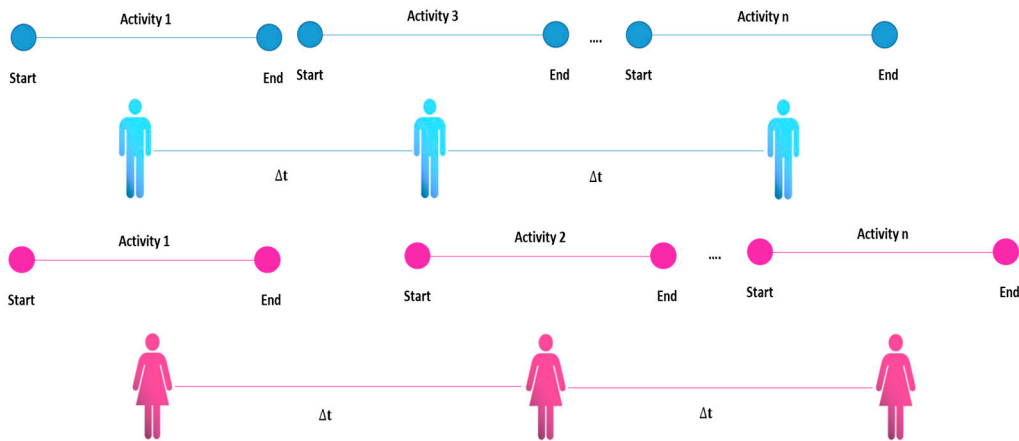 Activity 1 Activity 3 Activity n
....
Start End Start End Start End
Δt Δt
Activity 1 Activity 2 Activity n
....
Start End Start End Start End
Δt Δt